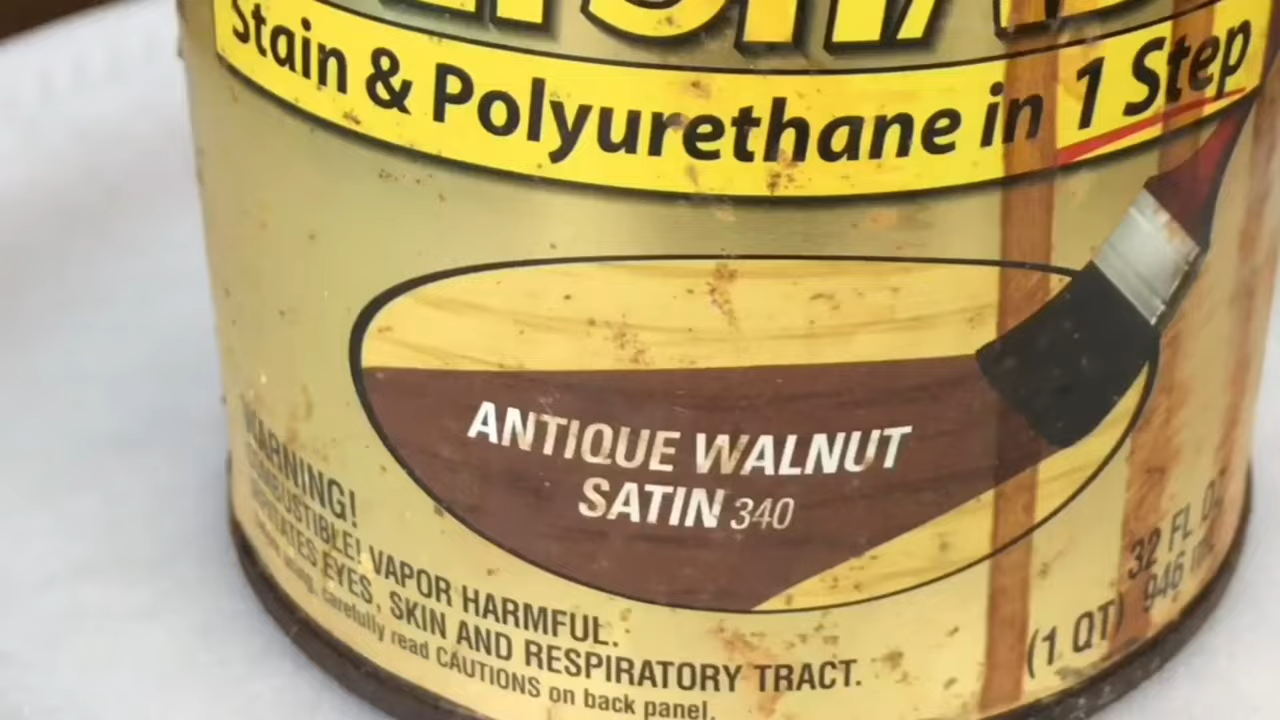 Stain & Polyurethane in 1 Step
ANTIQUE WALNUT
SATIN 340
WARNING!
COMBUSTIBLE! VAPOR HARMFUL.
IRRITATES EYES, SKIN AND RESPIRATORY TRACT.
carefully read CAUTIONS on back panel.
32 FL OZ
(1 QT) 946